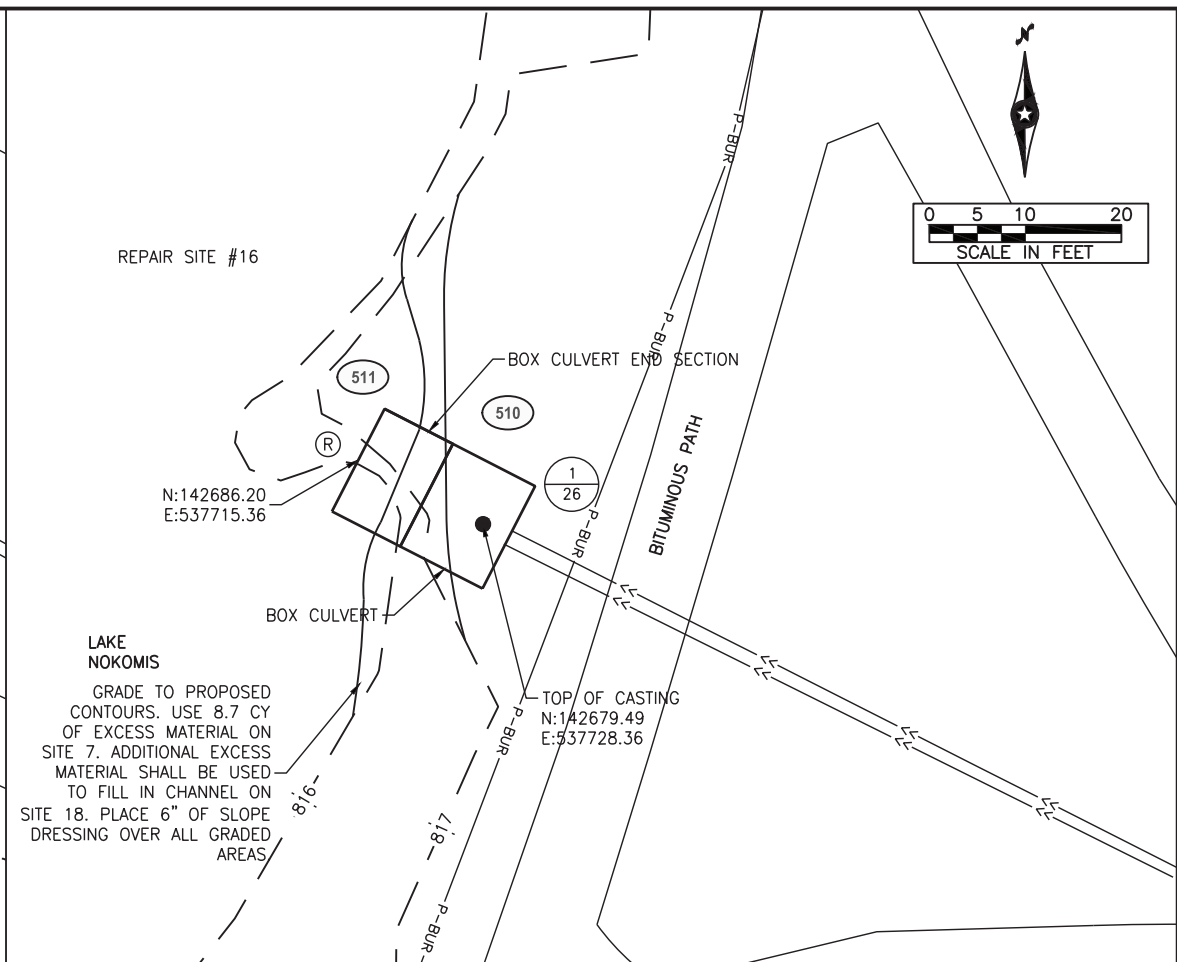 N
0 5 10 20
SCALE IN FEET
P-BUR
REPAIR SITE #16
P-BUR
BOX CULVERT END SECTION
511
510
R
1
26
N:142686.20
E:537715.36
P-BUR
BITUMINOUS PATH
BOX CULVERT
LAKE
NOKOMIS
GRADE TO PROPOSED
CONTOURS. USE 8.7 CY
OF EXCESS MATERIAL ON
SITE 7. ADDITIONAL EXCESS
MATERIAL SHALL BE USED
TO FILL IN CHANNEL ON
SITE 18. PLACE 6” OF SLOPE
DRESSING OVER ALL GRADED
AREAS.
TOP OF CASTING
N:142679.49
E:537728.36
P-BUR
816
817
P-BUR